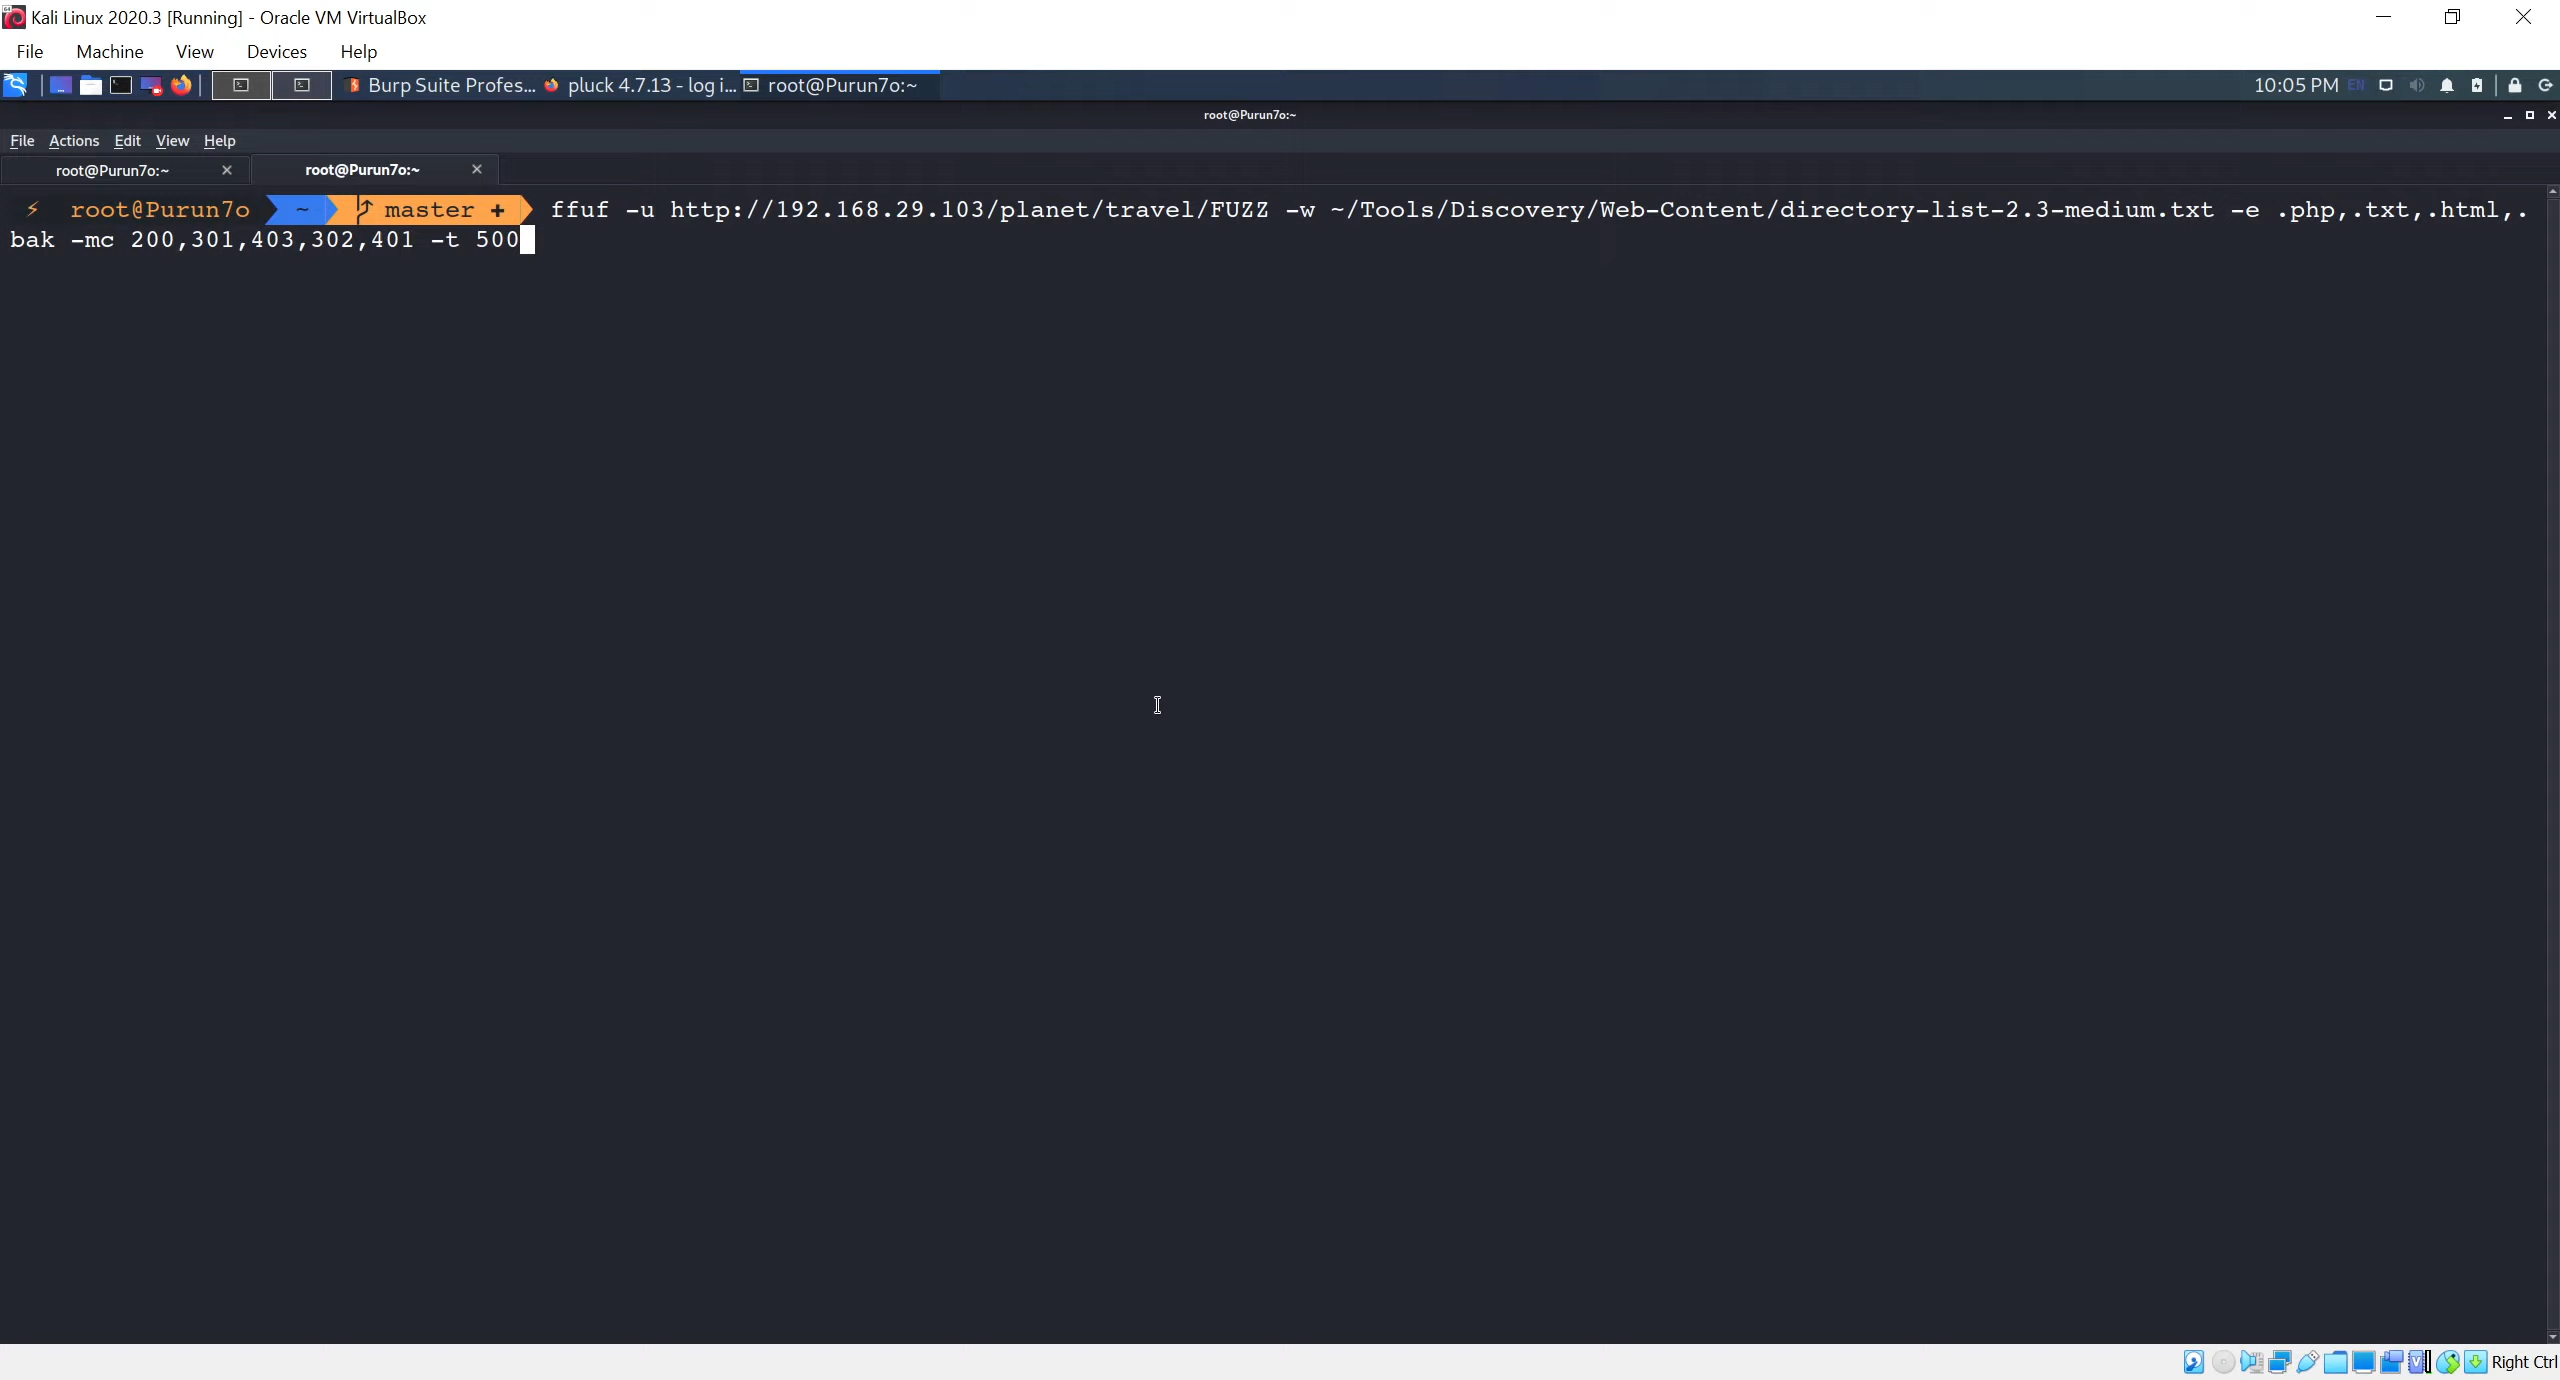 Kali Linux 2020.3 [Running] - Oracle VM VirtualBox
File Machine View Devices Help
Burp Suite Profes... pluck 4.7.13 - log i... root@Purun7o:~ 10:05 PM EN
root@Purun7o:~
File Actions Edit View Help
root@Purun7o:~ root@Purun7o:~
⚡ root@Purun7o ~ master + ffuf -u http://192.168.29.103/planet/travel/FUZZ -w ~/Tools/Discovery/Web-Content/directory-list-2.3-medium.txt -e .php,.txt,.html,.
bak -mc 200,301,403,302,401 -t 500
Right Ctrl